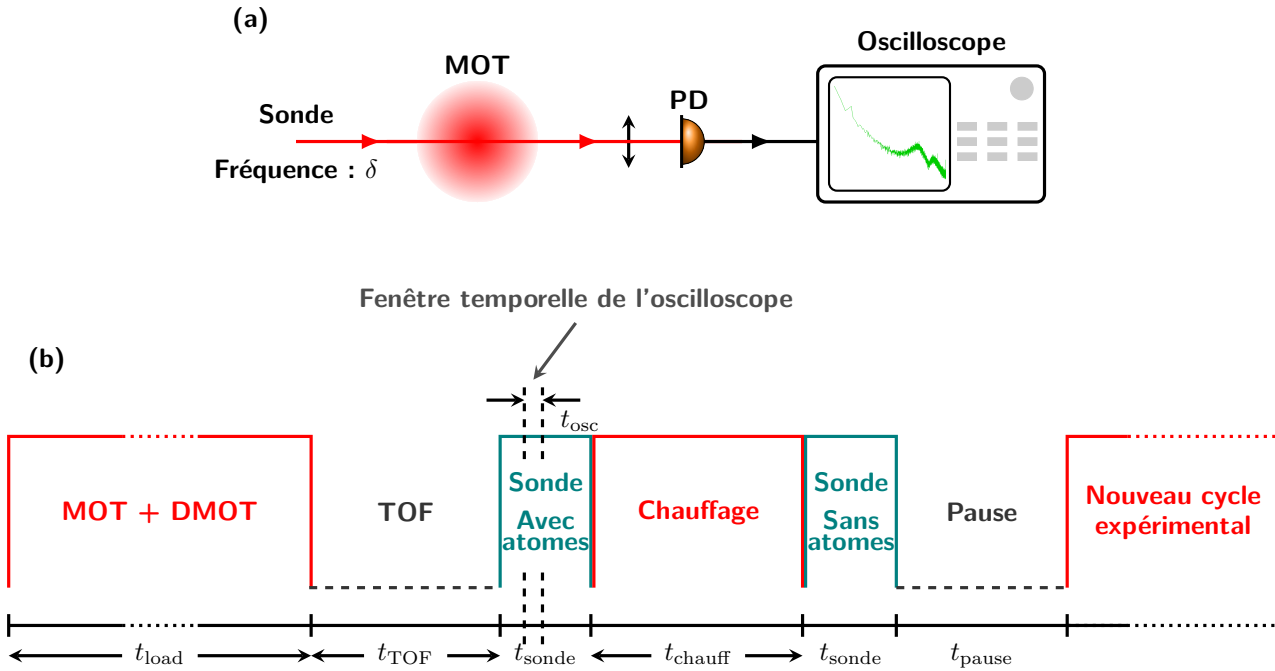 (a)
Oscilloscope
MOT
PD
Sonde
Fréquence : δ
Fenêtre temporelle de l'oscilloscope
(b)
t_osc
MOT + DMOT
TOF
Sonde
Avec
atomes
Chauffage
Sonde
Sans
atomes
Pause
Nouveau cycle
expérimental
t_load
t_TOF
t_sonde
t_chauff
t_sonde
t_pause